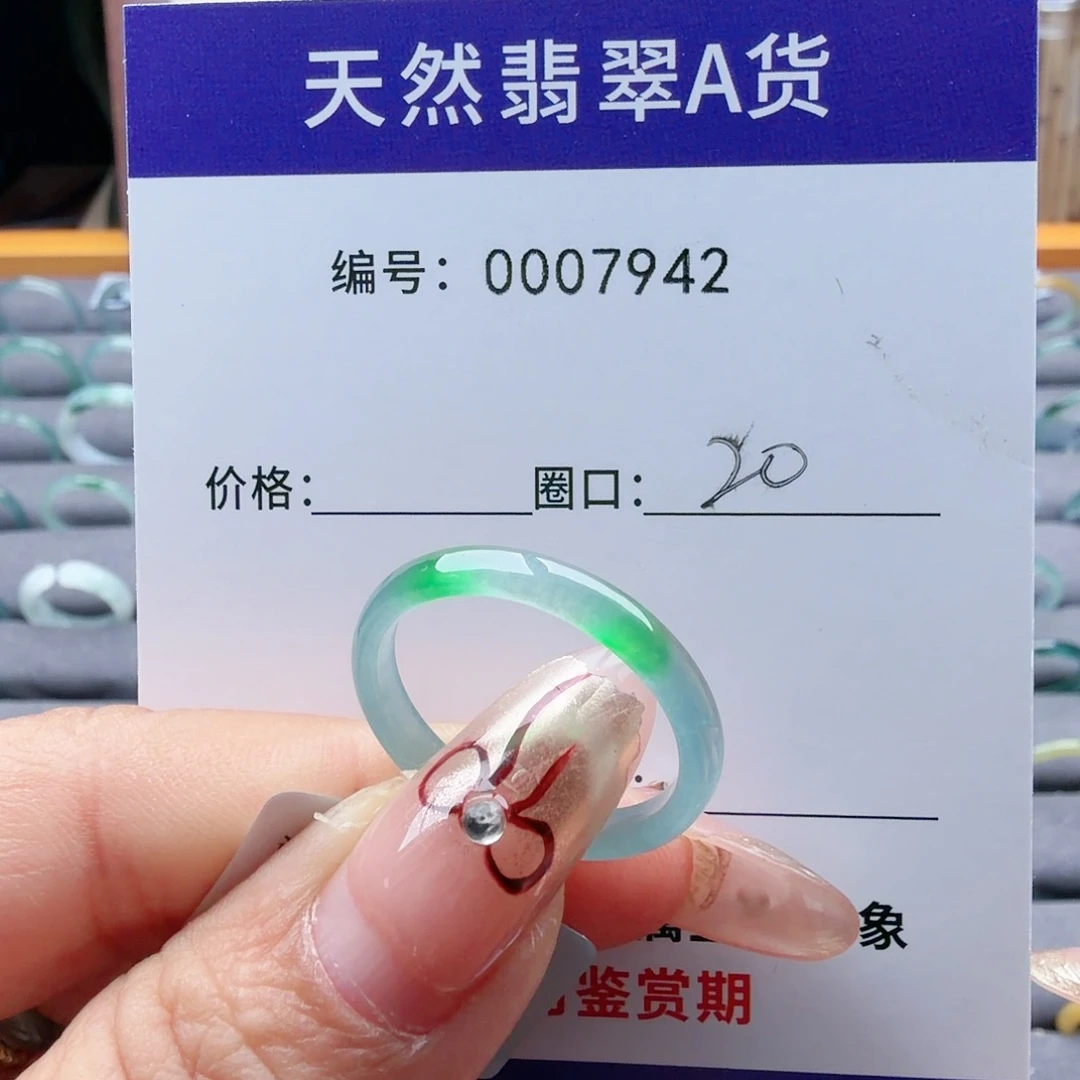 天然翡翠A货
编号：0007942
价格： 圈口：20
象
鉴赏期